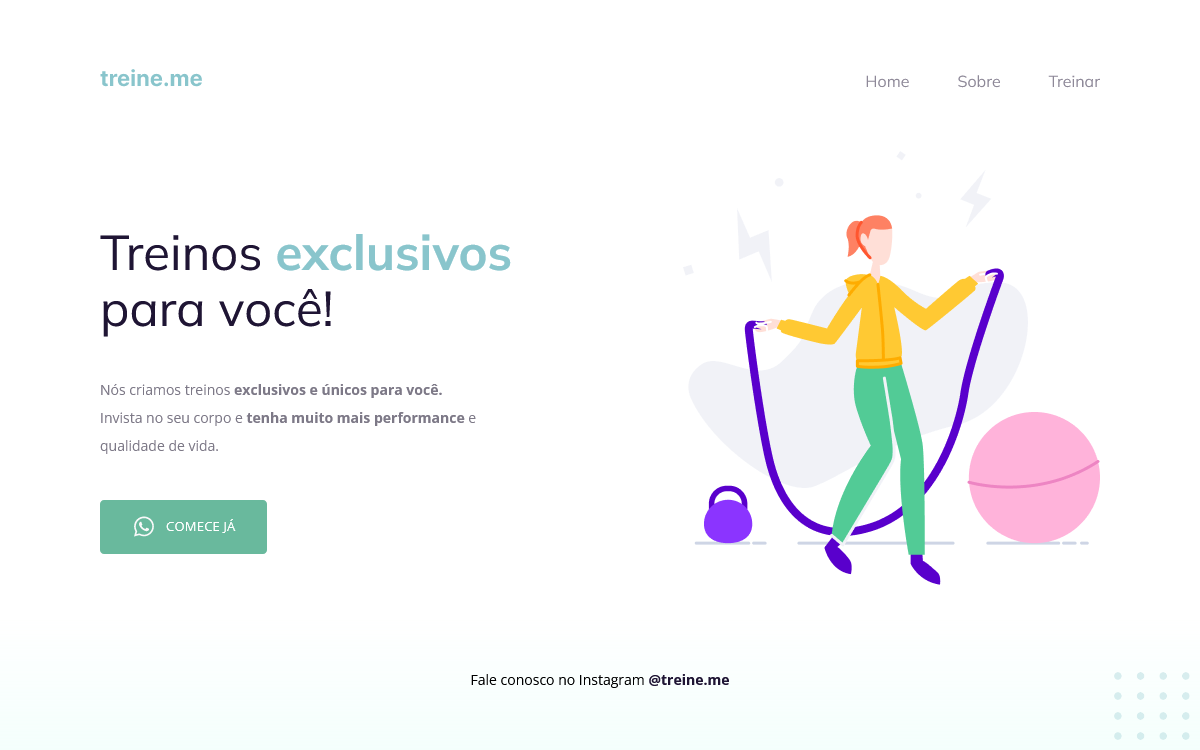 treine.me
Home Sobre Treinar
Treinos exclusivos
para você!
Nós criamos treinos exclusivos e únicos para você.
Invista no seu corpo e tenha muito mais performance e
qualidade de vida.
COMECE JÁ
Fale conosco no Instagram @treine.me